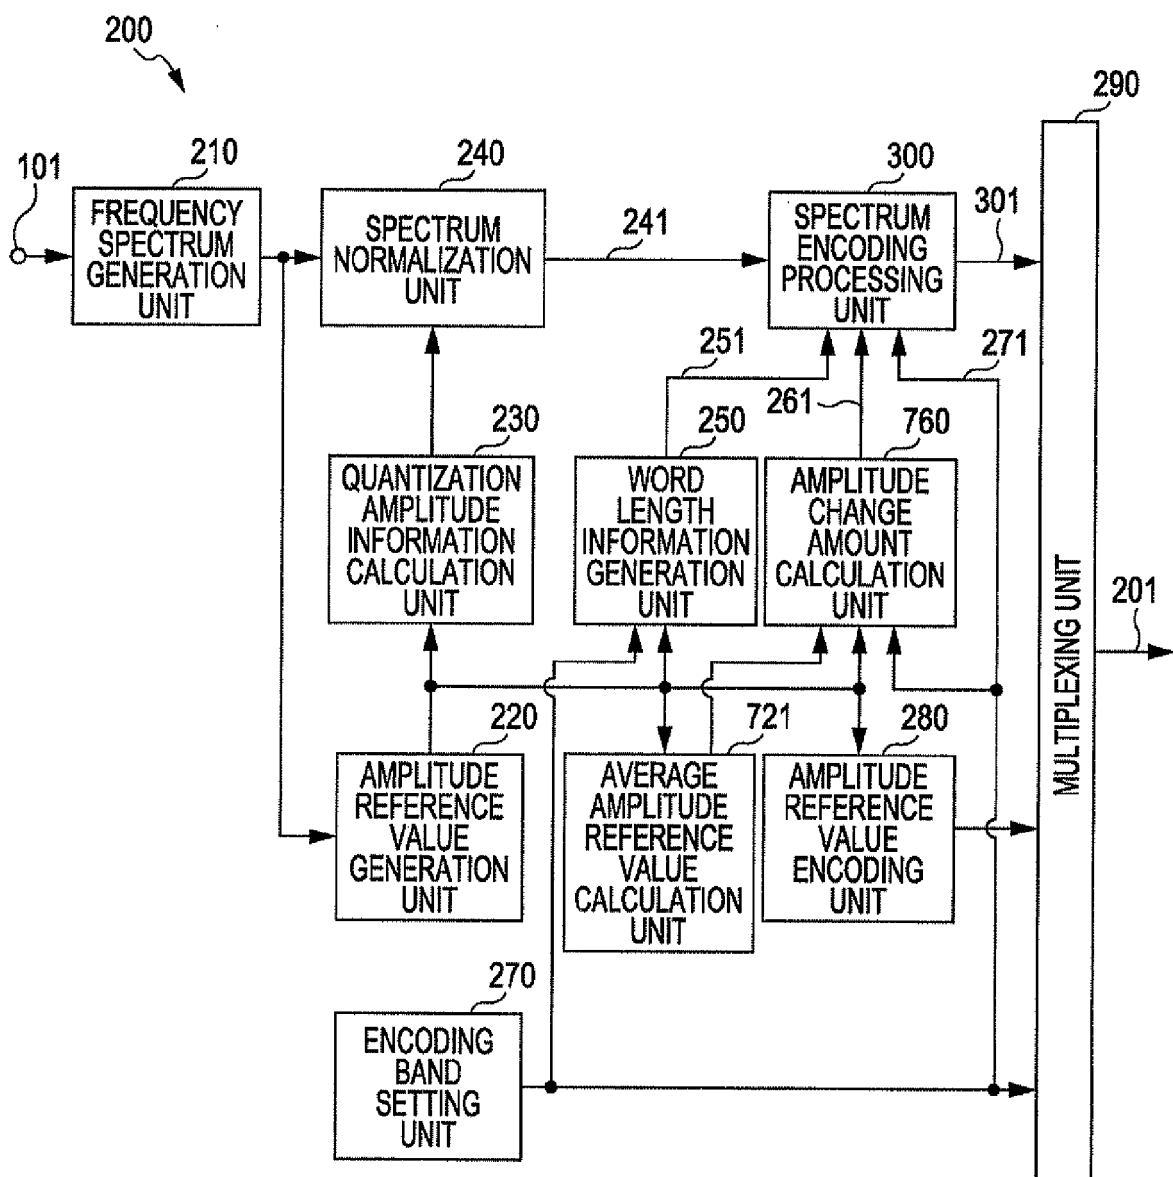 200
101
210
FREQUENCY
SPECTRUM
GENERATION
UNIT
240
SPECTRUM
NORMALIZATION
UNIT
241
300
SPECTRUM
ENCODING
PROCESSING
UNIT
301
290
MULTIPLEXING UNIT
201
230
QUANTIZATION
AMPLITUDE
INFORMATION
CALCULATION
UNIT
251
250
WORD
LENGTH
INFORMATION
GENERATION
UNIT
261
271
760
AMPLITUDE
CHANGE
AMOUNT
CALCULATION
UNIT
220
AMPLITUDE
REFERENCE
VALUE
GENERATION
UNIT
721
AVERAGE
AMPLITUDE
REFERENCE
VALUE
CALCULATION
UNIT
280
AMPLITUDE
REFERENCE
VALUE
ENCODING
UNIT
270
ENCODING
BAND
SETTING
UNIT